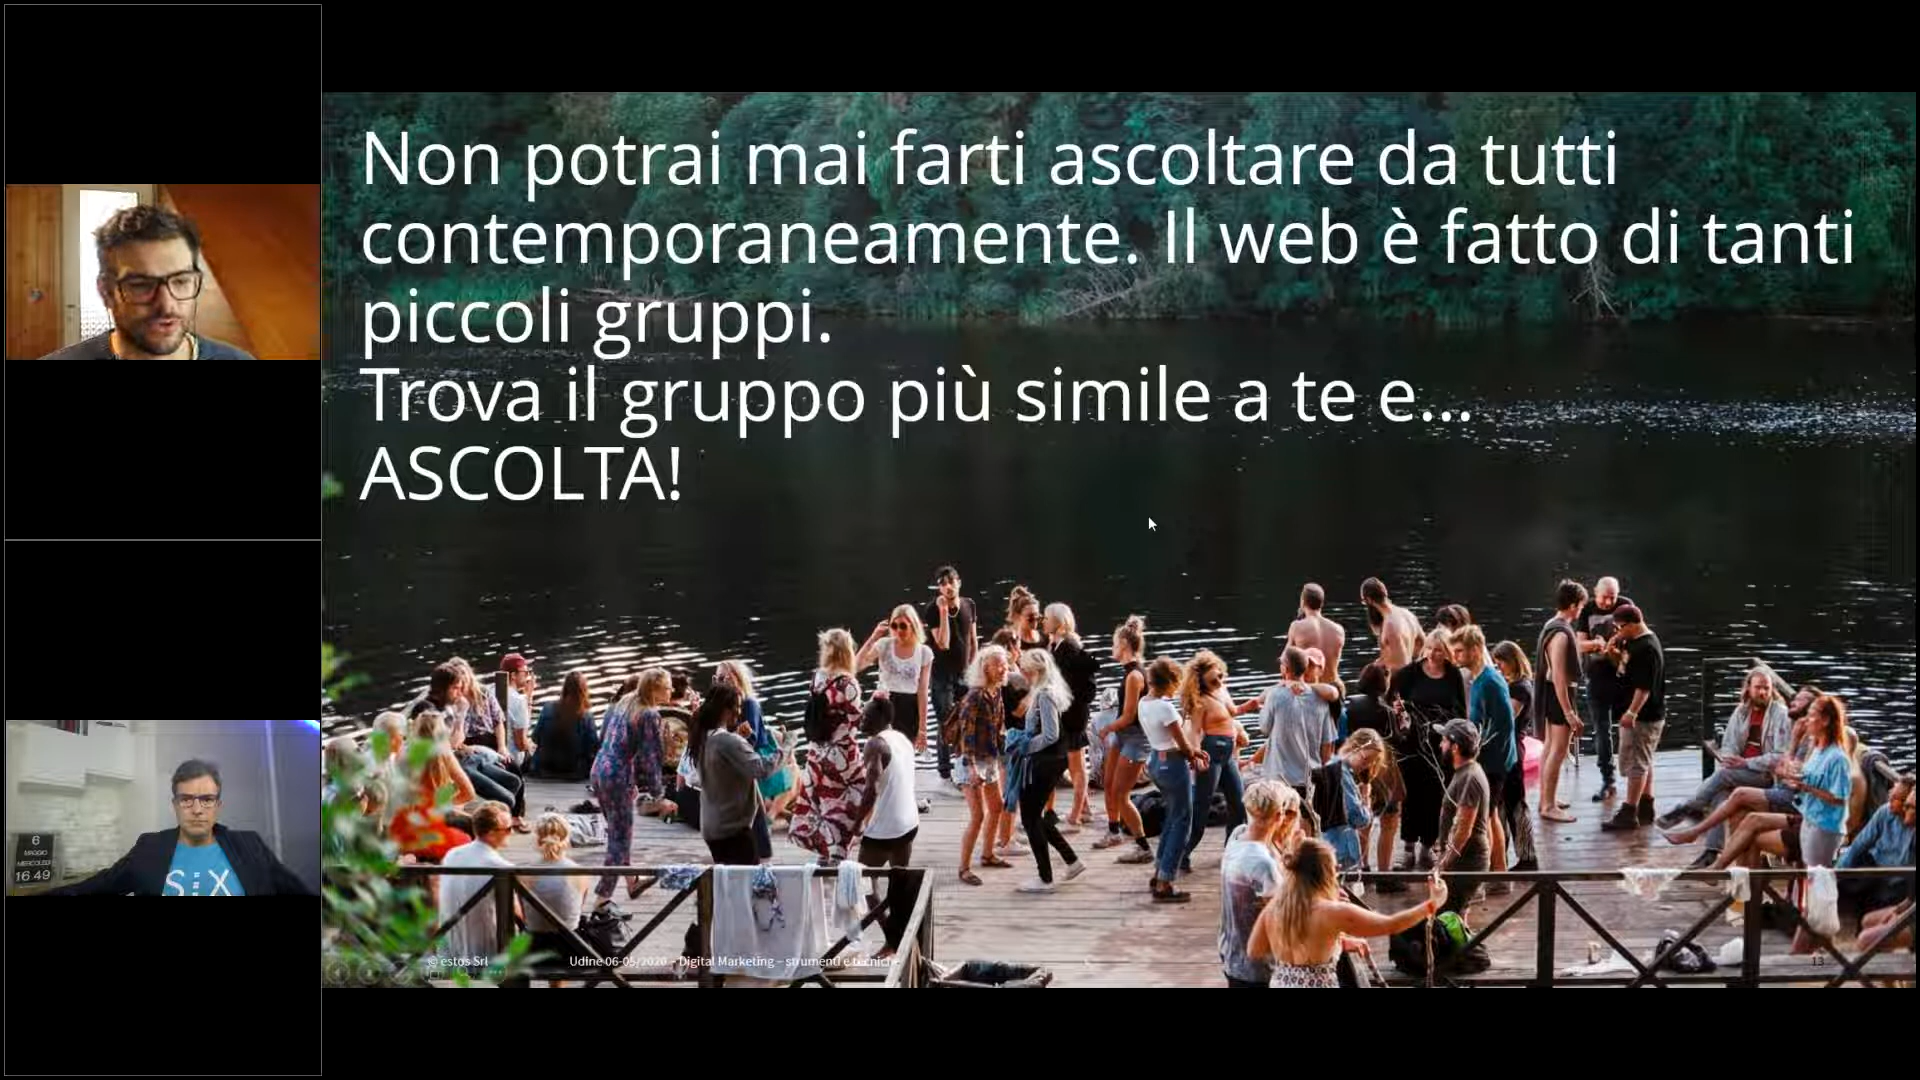 Non potrai mai farti ascoltare da tutti
contemporaneamente. Il web è fatto di tanti
piccoli gruppi.
Trova il gruppo più simile a te e...
ASCOLTA!
6
MAGGIO
MERCOLEDÌ
16 49
S:X
© estos Srl
Udine 06-05/2020 – Digital Marketing – strumenti e tecniche
13